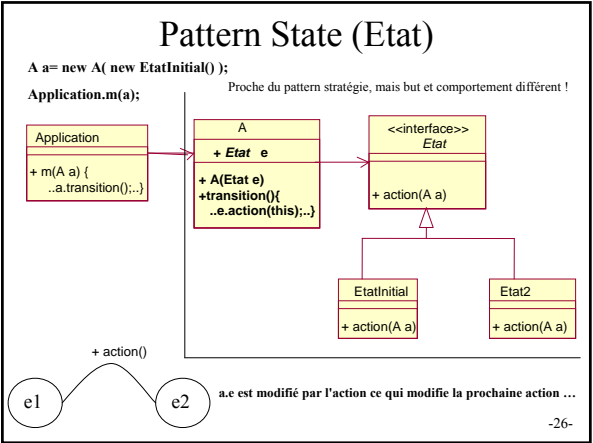 Pattern State (Etat)
A a= new A( new EtatInitial() );
Application.m(a);
Proche du pattern stratégie, mais but et comportement différent !
Application
+ m(A a) {
..a.transition();..}
A
+ Etat e
+ A(Etat e)
+transition(){
..e.action(this);..}
<<interface>>
Etat
+ action(A a)
EtatInitial
+ action(A a)
Etat2
+ action(A a)
+ action()
e1
e2
a.e est modifié par l'action ce qui modifie la prochaine action …
-26-